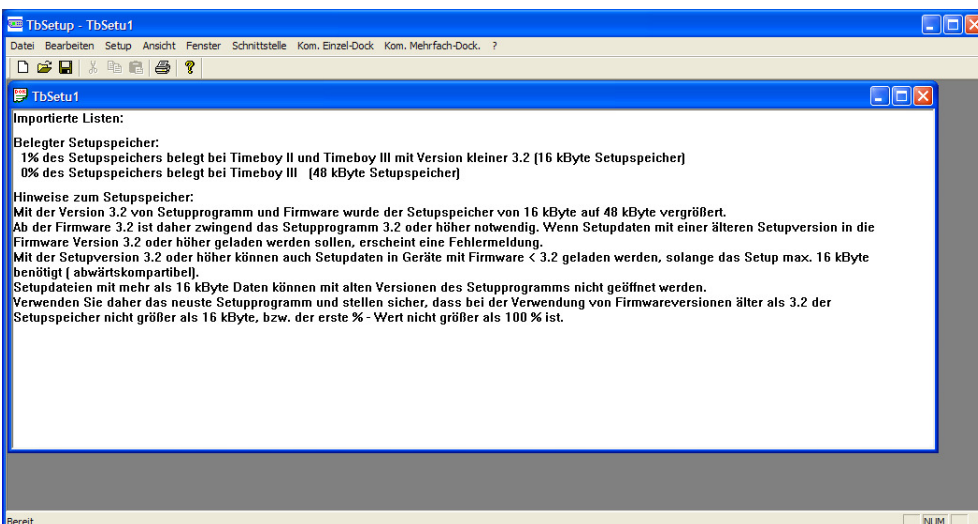 TbSetup - TbSetu1
Datei Bearbeiten Setup Ansicht Fenster Schnittstelle Kom. Einzel-Dock Kom. Mehrfach-Dock. ?
TbSetu1
Importierte Listen:
Belegter Setupspeicher:
1% des Setupspeichers belegt bei Timeboy II und Timeboy III mit Version kleiner 3.2 (16 kByte Setupspeicher)
0% des Setupspeichers belegt bei Timeboy III (48 kByte Setupspeicher)
Hinweise zum Setupspeicher:
Mit der Version 3.2 von Setupprogramm und Firmware wurde der Setupspeicher von 16 kByte auf 48 kByte vergrößert.
Ab der Firmware 3.2 ist daher zwingend das Setupprogramm 3.2 oder höher notwendig. Wenn Setupdaten mit einer älteren Setupversion in die
Firmware Version 3.2 oder höher geladen werden sollen, erscheint eine Fehlermeldung.
Mit der Setupversion 3.2 oder höher können auch Setupdaten in Geräte mit Firmware < 3.2 geladen werden, solange das Setup max. 16 kByte
benötigt ( abwärtskompartibel).
Setupdateien mit mehr als 16 kByte Daten können mit alten Versionen des Setupprogramms nicht geöffnet werden.
Verwenden Sie daher das neuste Setupprogramm und stellen sicher, dass bei der Verwendung von Firmwareversionen älter als 3.2 der
Setupspeicher nicht größer als 16 kByte, bzw. der erste % - Wert nicht größer als 100 % ist.
Bereit
NUM